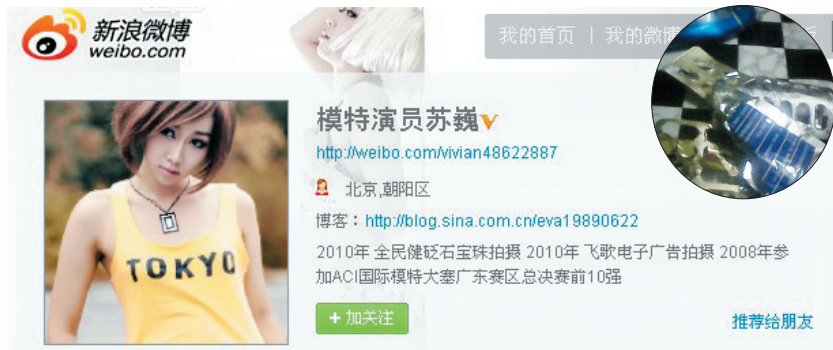 新浪微博
weibo.com
我的首页 | 我的微博
模特演员苏巍
http://weibo.com/vivian48622887
北京,朝阳区
博客：http://blog.sina.com.cn/eva19890622
2010年 全民健砭石宝珠拍摄 2010年 飞歌电子广告拍摄 2008年参
加ACI国际模特大塞广东赛区总决赛前10强
TOKYO
+ 加关注
推荐给朋友